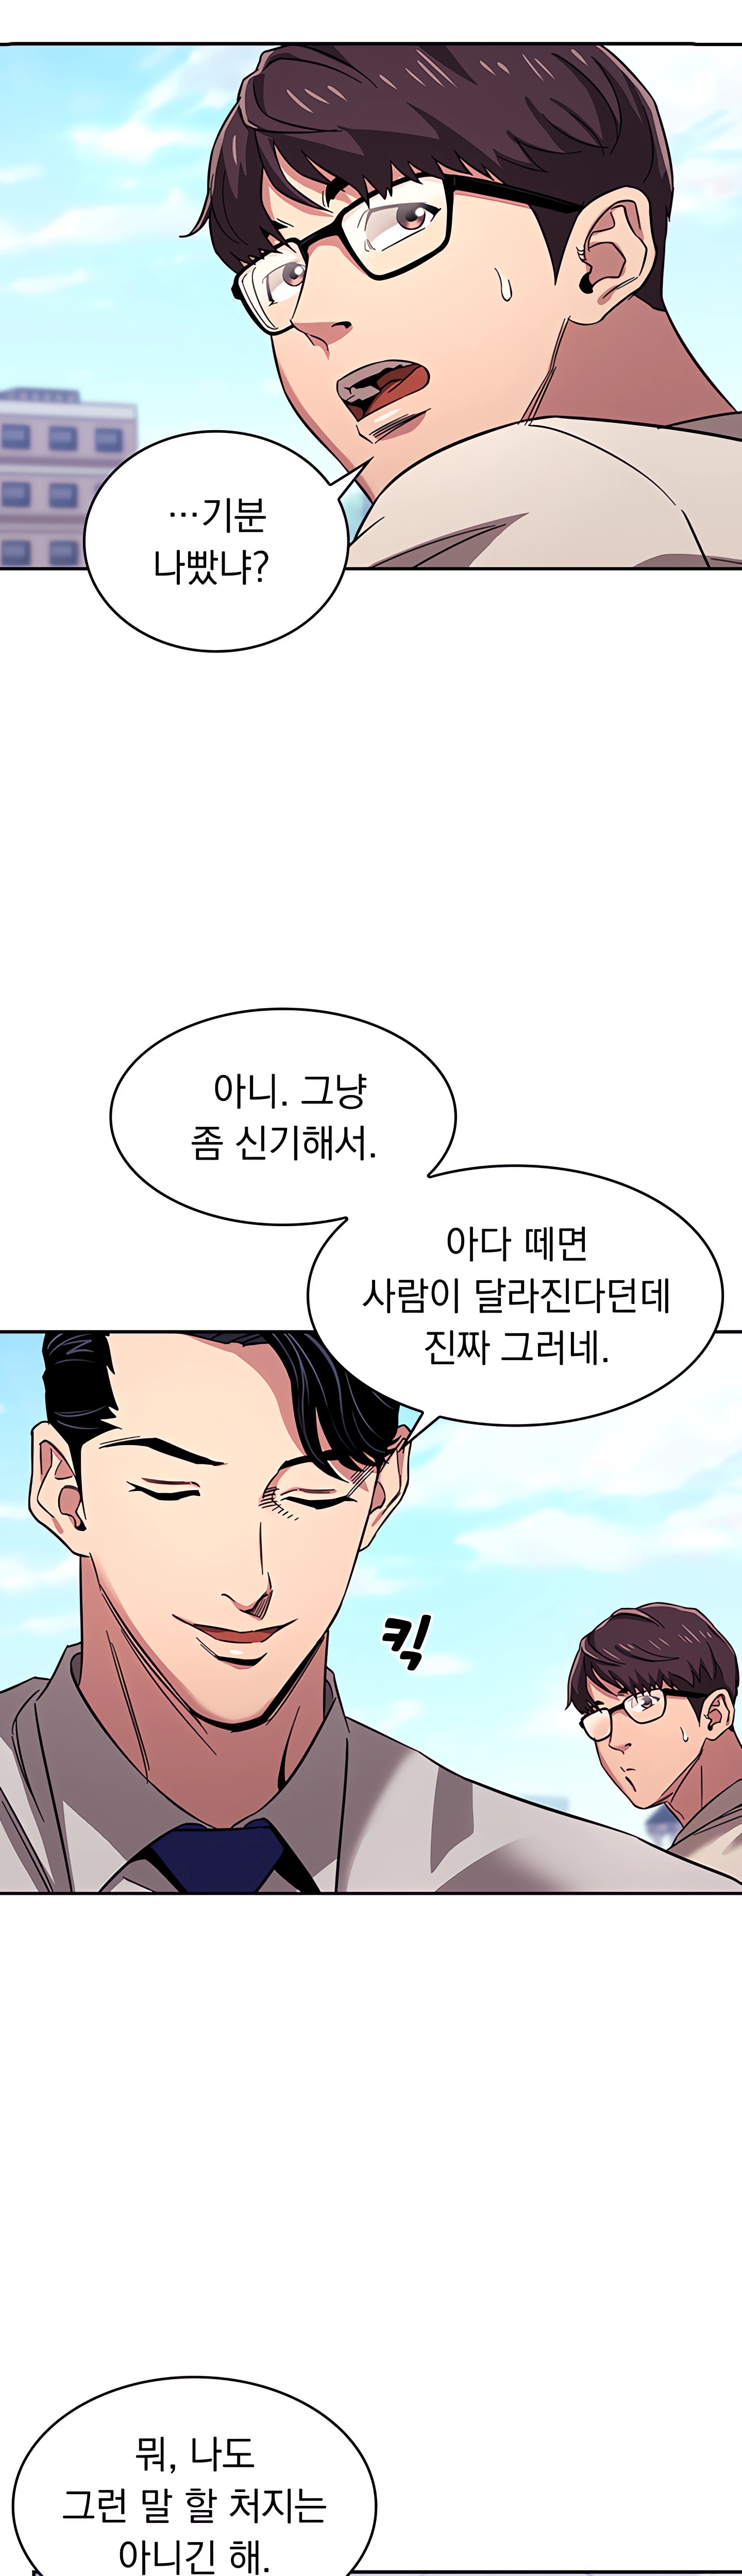 …기분
나빴냐?
아니. 그냥
좀 신기해서.
아다 떼면
사람이 달라진다던데
진짜 그러네.
킥
뭐, 나도
그런 말 할 처지는
아니긴 해.